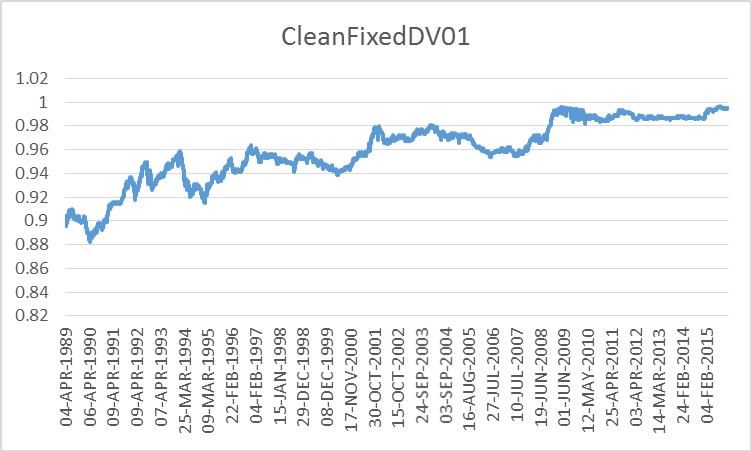 CleanFixedDV01
1.02
1
0.98
0.96
0.94
0.92
0.9
0.88
0.86
0.84
0.82
04-APR-1989
06-APR-1990
09-APR-1991
09-APR-1992
07-APR-1993
25-MAR-1994
09-MAR-1995
22-FEB-1996
04-FEB-1997
15-JAN-1998
28-DEC-1998
08-DEC-1999
17-NOV-2000
30-OCT-2001
15-OCT-2002
24-SEP-2003
03-SEP-2004
16-AUG-2005
27-JUL-2006
10-JUL-2007
19-JUN-2008
01-JUN-2009
12-MAY-2010
25-APR-2011
03-APR-2012
14-MAR-2013
24-FEB-2014
04-FEB-2015